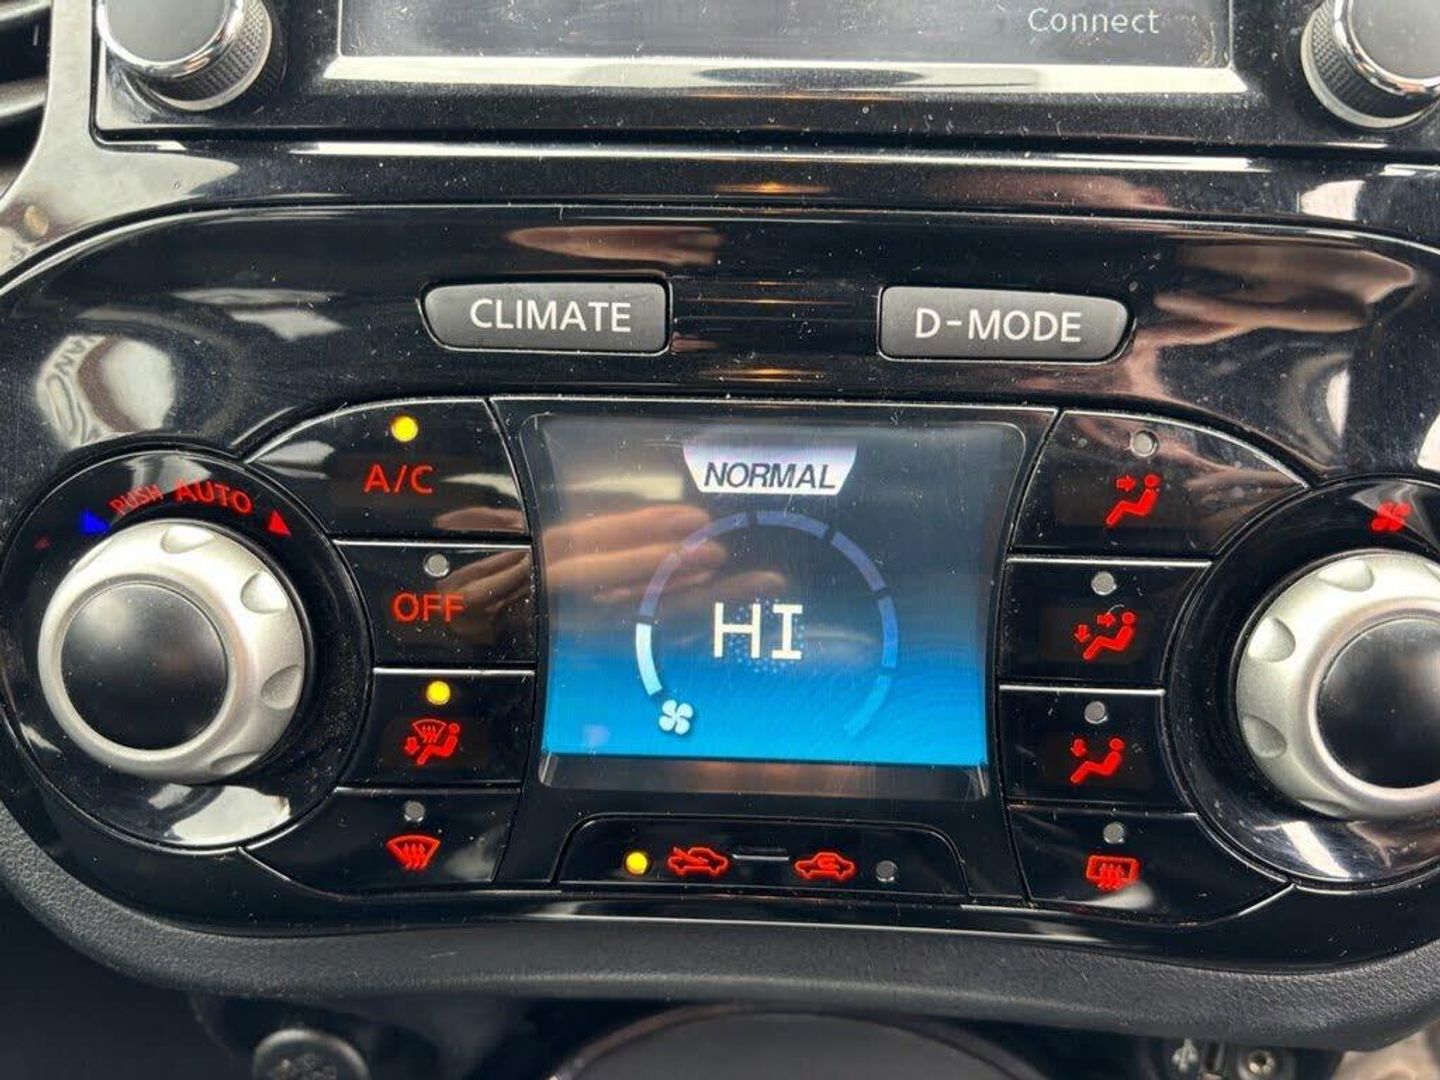 Connect
CLIMATE
D-MODE
PUSH AUTO
A/C
OFF
NORMAL
HI